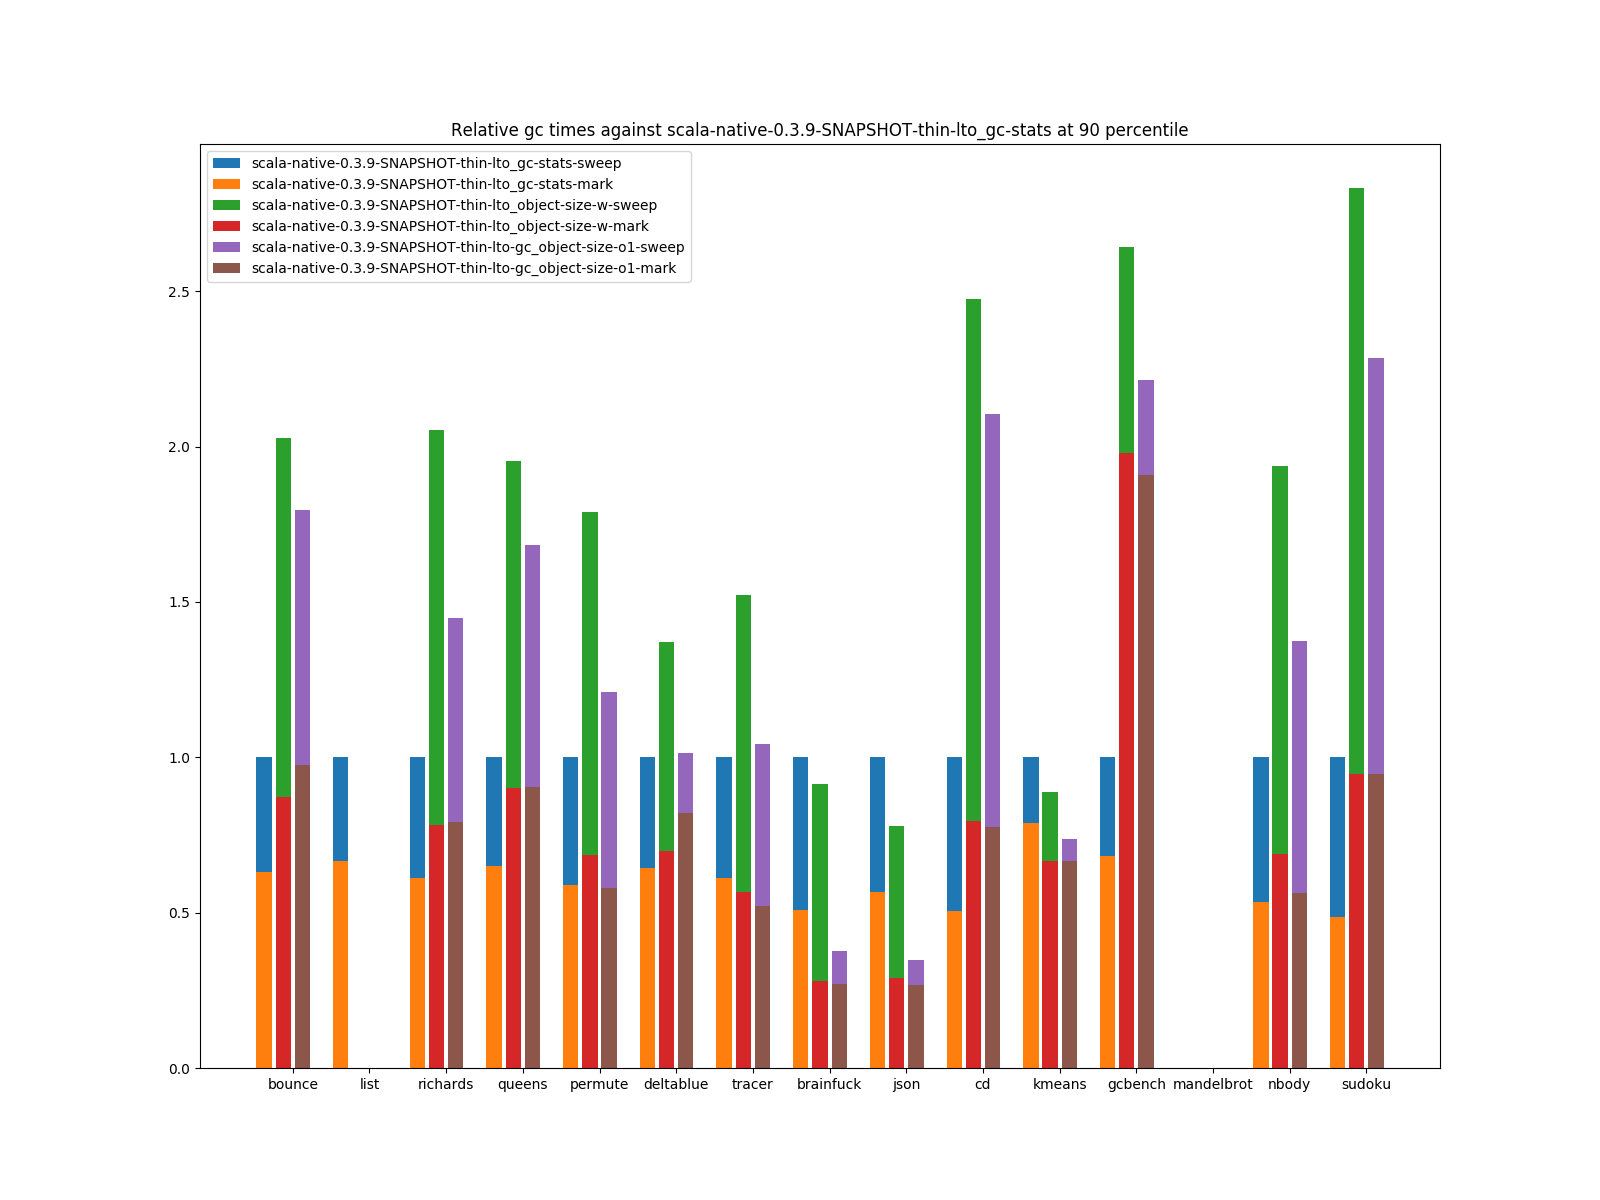 Relative gc times against scala-native-0.3.9-SNAPSHOT-thin-lto_gc-stats at 90 percentile
scala-native-0.3.9-SNAPSHOT-thin-lto_gc-stats-sweep
scala-native-0.3.9-SNAPSHOT-thin-lto_gc-stats-mark
scala-native-0.3.9-SNAPSHOT-thin-lto_object-size-w-sweep
scala-native-0.3.9-SNAPSHOT-thin-lto_object-size-w-mark
scala-native-0.3.9-SNAPSHOT-thin-lto-gc_object-size-o1-sweep
scala-native-0.3.9-SNAPSHOT-thin-lto-gc_object-size-o1-mark
2.5
2.0
1.5
1.0
0.5
0.0
bounce list richards queens permute deltablue tracer brainfuck json cd kmeans gcbench mandelbrot nbody sudoku